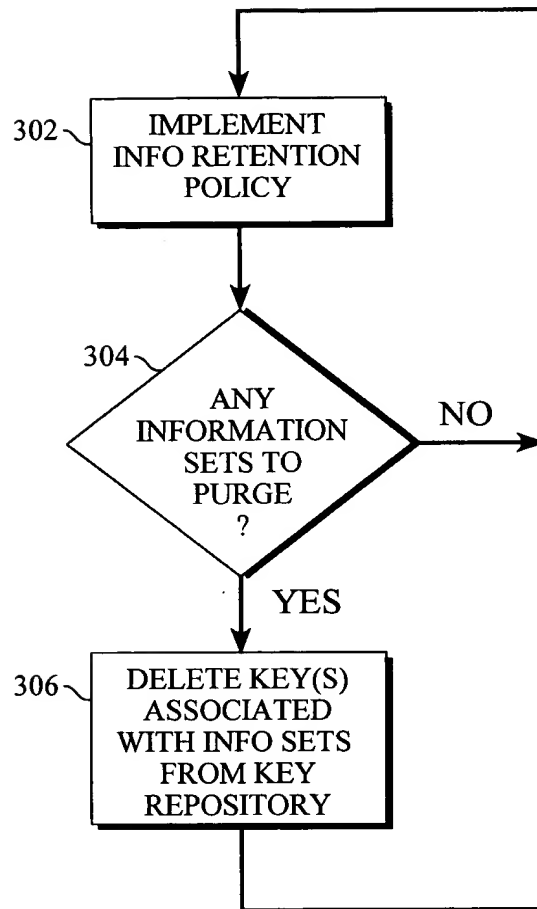 302
IMPLEMENT
INFO RETENTION
POLICY
304
ANY
INFORMATION
SETS TO
PURGE
?
NO
YES
306
DELETE KEY(S)
ASSOCIATED
WITH INFO SETS
FROM KEY
REPOSITORY